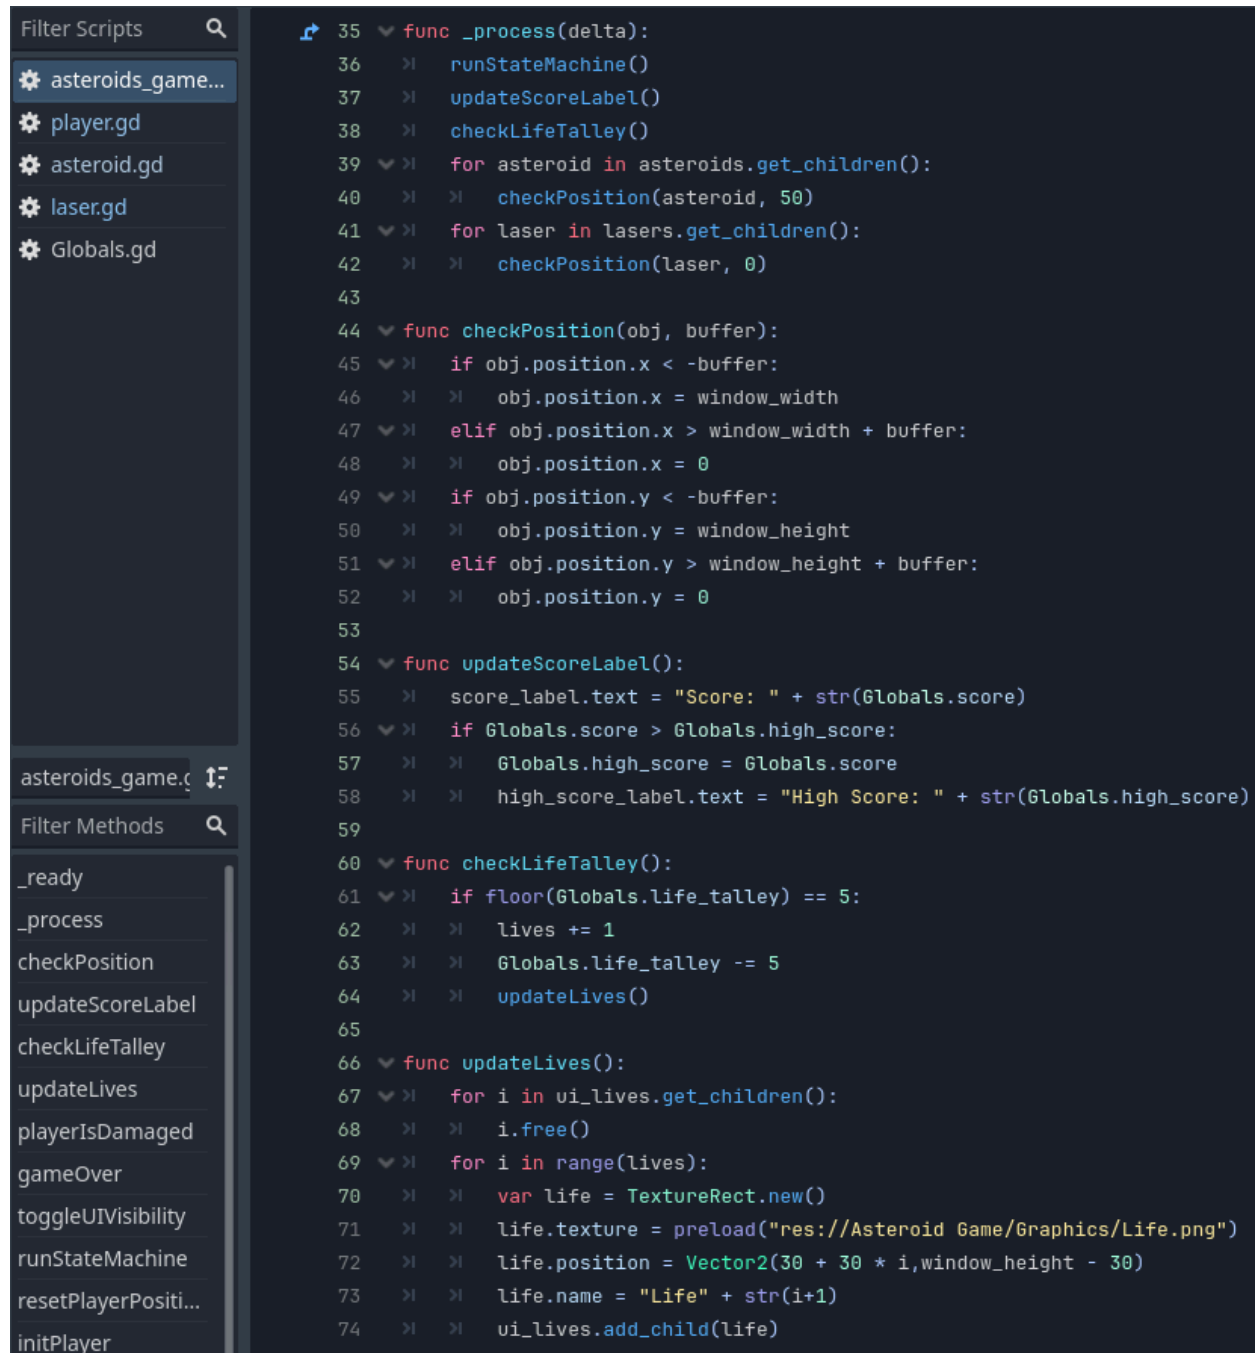 Filter Scripts
asteroids_game...
player.gd
asteroid.gd
laser.gd
Globals.gd
asteroids_game.g
Filter Methods
_ready
_process
checkPosition
updateScoreLabel
checkLifeTalley
updateLives
playerIsDamaged
gameOver
toggleUIVisibility
runStateMachine
resetPlayerPositi...
initPlayer
35 func _process(delta):
36 runStateMachine()
37 updateScoreLabel()
38 checkLifeTalley()
39 for asteroid in asteroids.get_children():
40 checkPosition(asteroid, 50)
41 for laser in lasers.get_children():
42 checkPosition(laser, 0)
43
44 func checkPosition(obj, buffer):
45 if obj.position.x < -buffer:
46 obj.position.x = window_width
47 elif obj.position.x > window_width + buffer:
48 obj.position.x = 0
49 if obj.position.y < -buffer:
50 obj.position.y = window_height
51 elif obj.position.y > window_height + buffer:
52 obj.position.y = 0
53
54 func updateScoreLabel():
55 score_label.text = "Score: " + str(Globals.score)
56 if Globals.score > Globals.high_score:
57 Globals.high_score = Globals.score
58 high_score_label.text = "High Score: " + str(Globals.high_score)
59
60 func checkLifeTalley():
61 if floor(Globals.life_talley) == 5:
62 lives += 1
63 Globals.life_talley -= 5
64 updateLives()
65
66 func updateLives():
67 for i in ui_lives.get_children():
68 i.free()
69 for i in range(lives):
70 var life = TextureRect.new()
71 life.texture = preload("res://Asteroid Game/Graphics/Life.png")
72 life.position = Vector2(30 + 30 * i,window_height - 30)
73 life.name = "Life" + str(i+1)
74 ui_lives.add_child(life)